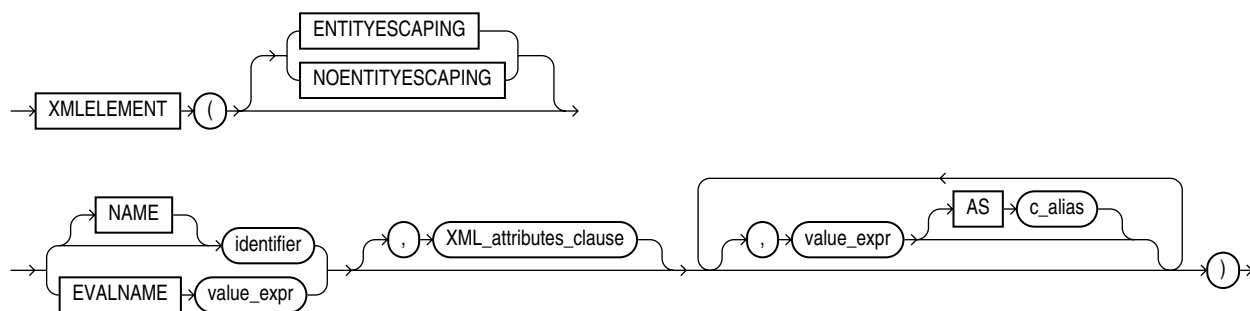 ENTITYESCAPING
NOENTITYESCAPING
XMLELEMENT (
NAME
identifier
EVALNAME value_expr
, XML_attributes_clause
AS c_alias
, value_expr
)